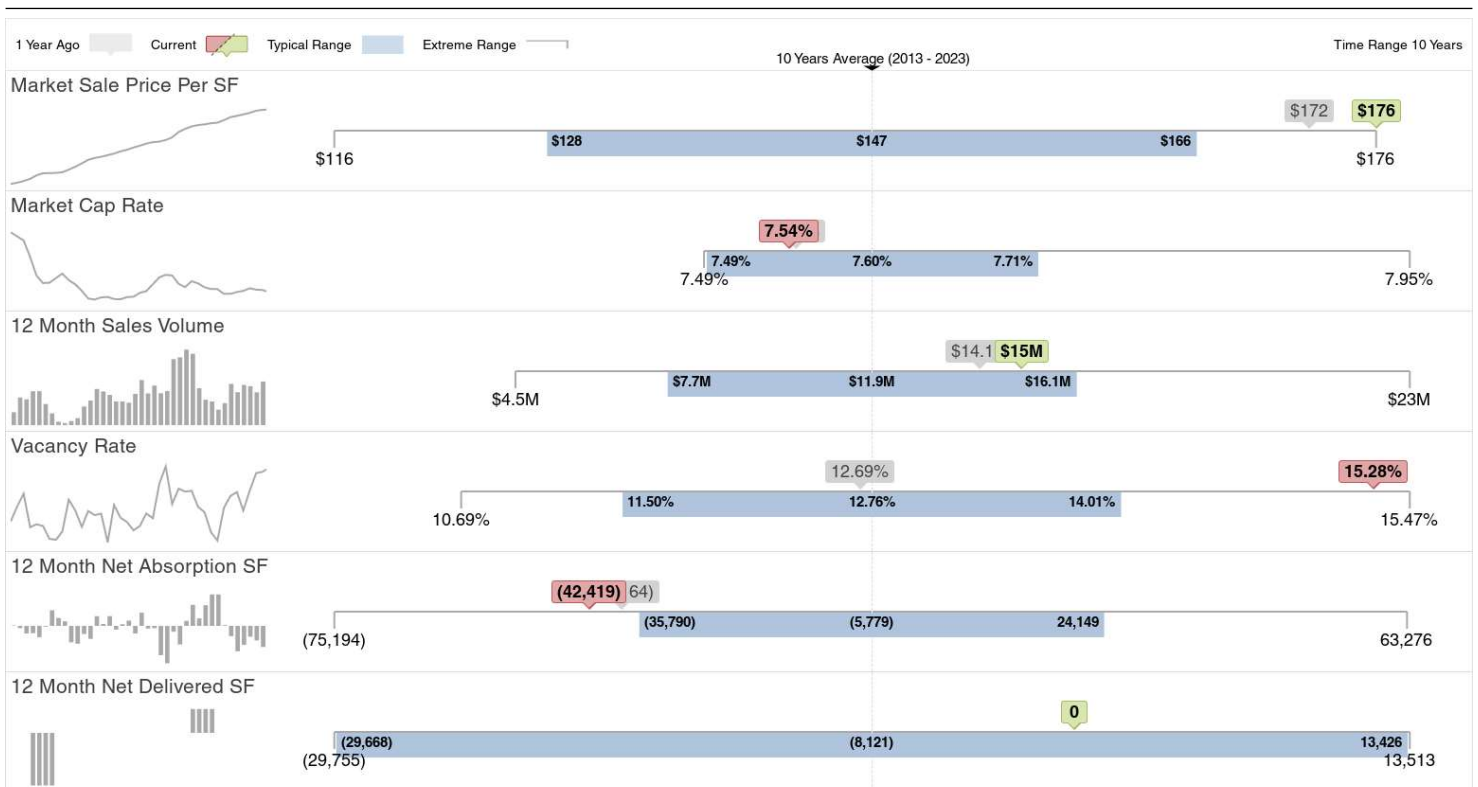 1 Year Ago Current Typical Range Extreme Range
10 Years Average (2013 - 2023)
Time Range 10 Years
Market Sale Price Per SF
$172 $176
$128 $147 $166
$116 $176
Market Cap Rate
7.54%
7.49% 7.60% 7.71%
7.49% 7.95%
12 Month Sales Volume
$14.1 $15M
$7.7M $11.9M $16.1M
$4.5M $23M
Vacancy Rate
12.69% 15.28%
11.50% 12.76% 14.01%
10.69% 15.47%
12 Month Net Absorption SF
(42,419) 64)
(35,790) (5,779) 24,149
(75,194) 63,276
12 Month Net Delivered SF
0
(29,668) (8,121) 13,426
(29,755) 13,513